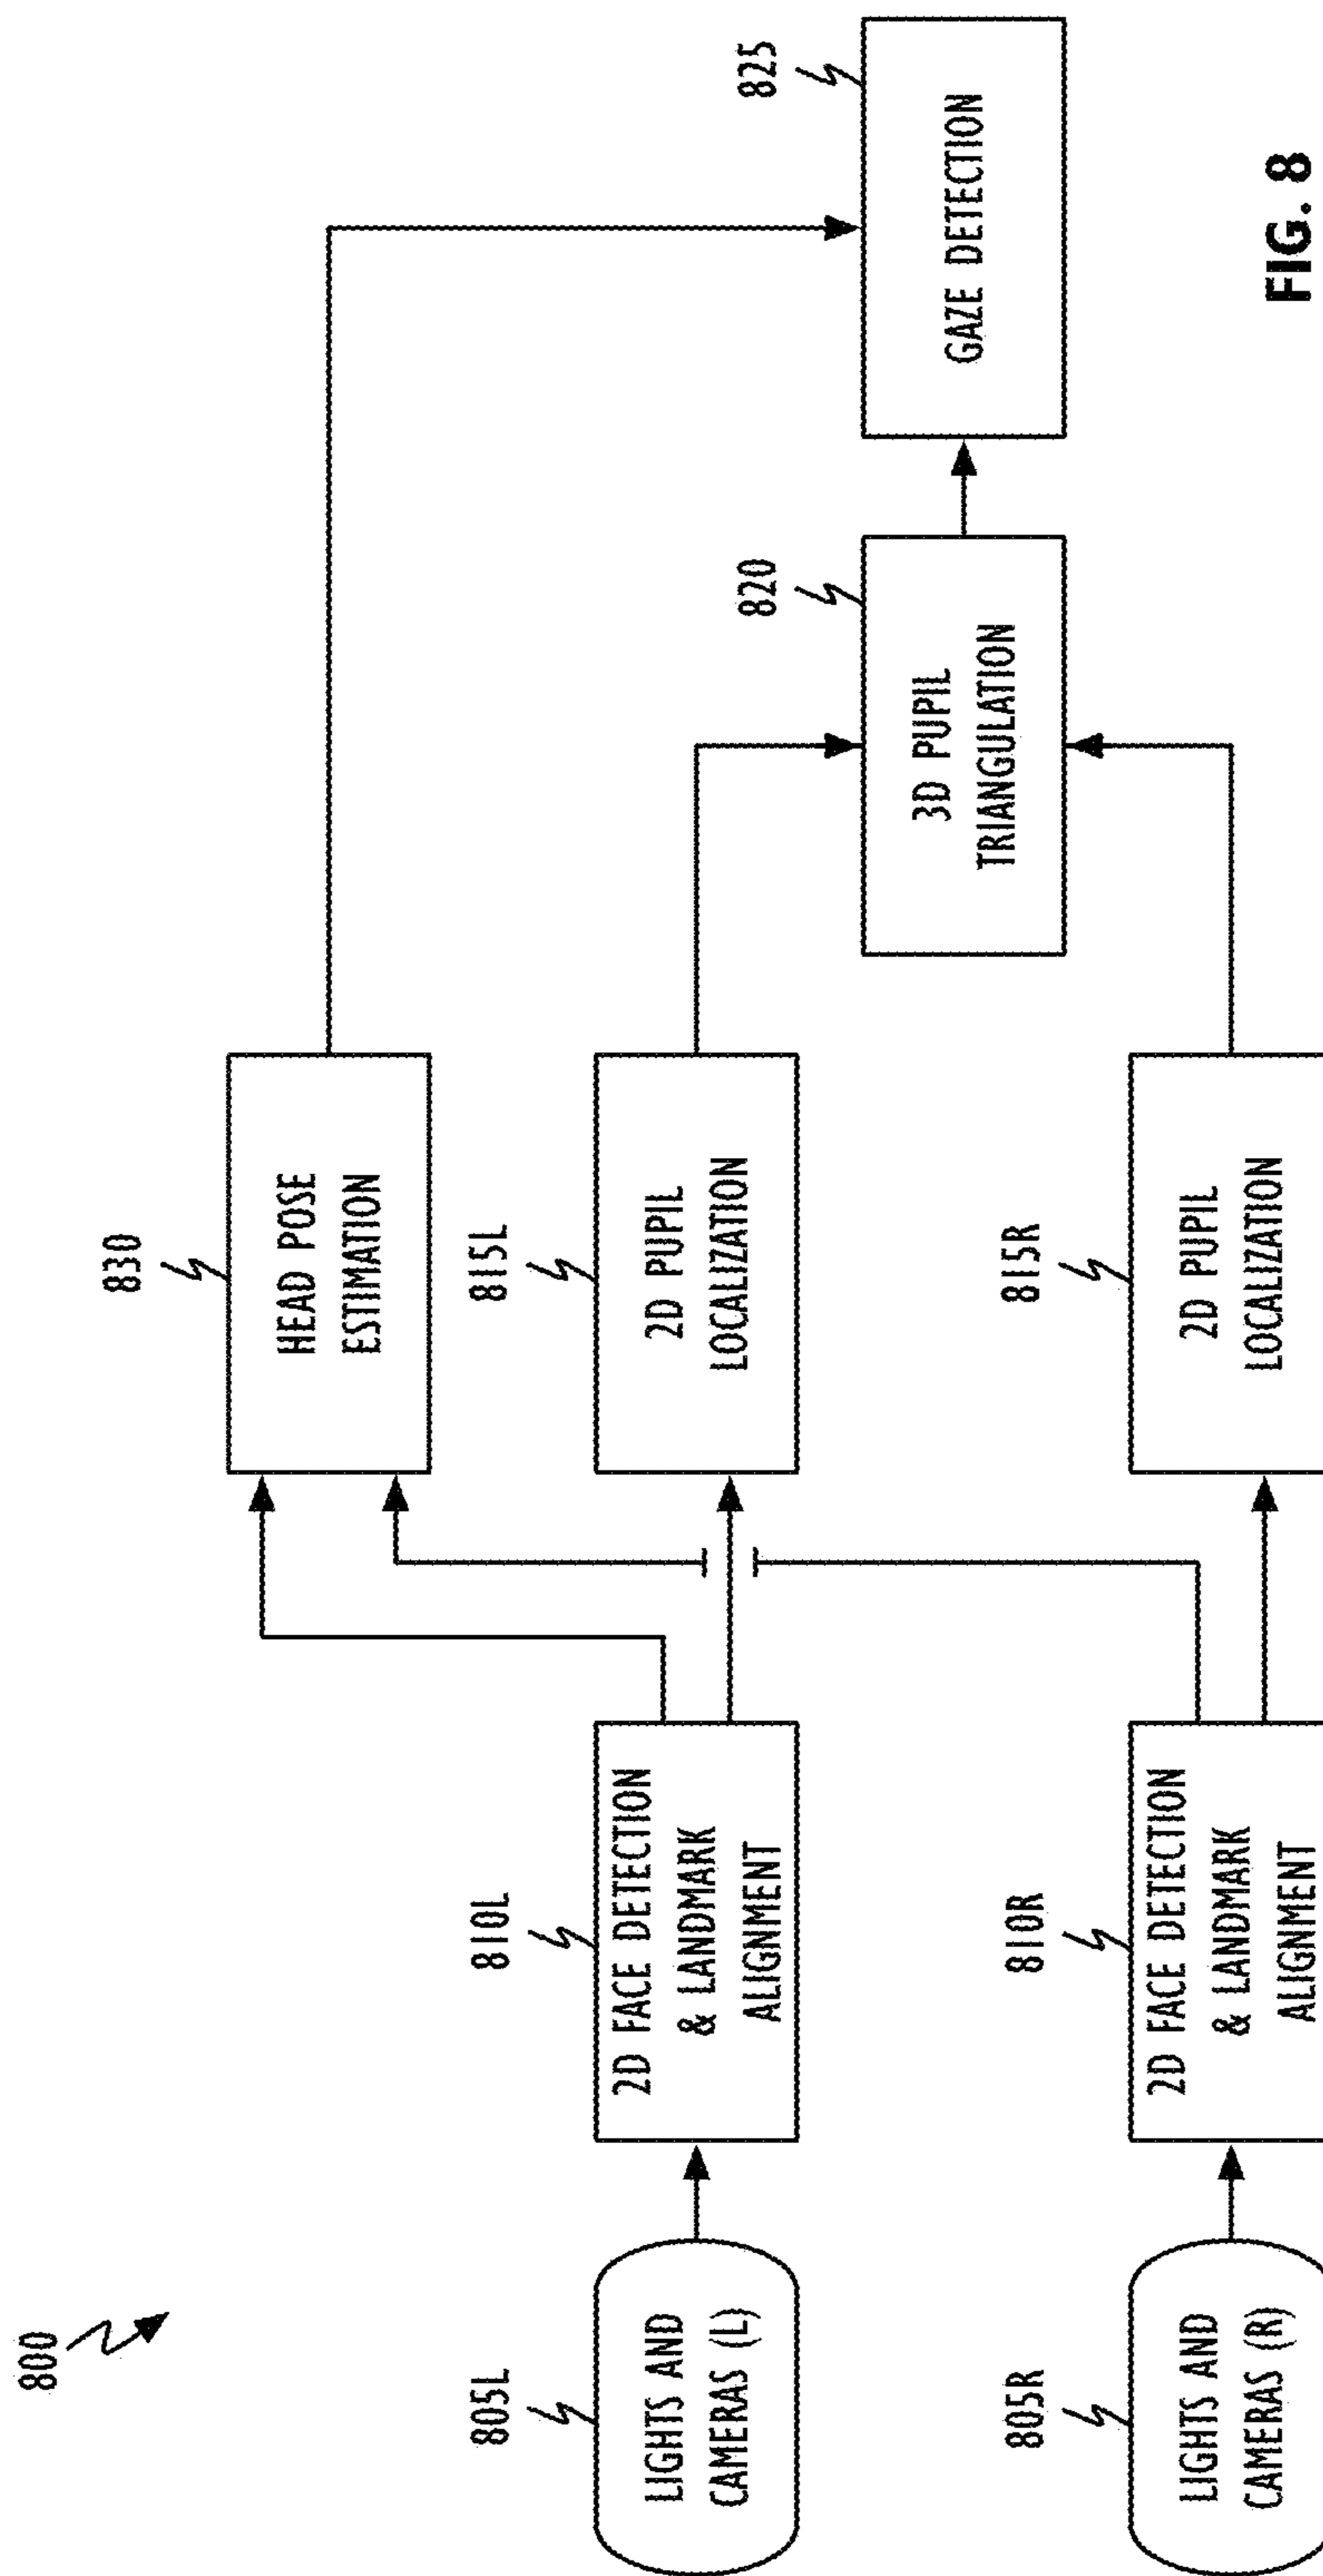 800
830
HEAD POSE
ESTIMATION
805L
LIGHTS AND
CAMERAS (L)
810L
2D FACE DETECTION
& LANDMARK
ALIGNMENT
815L
2D PUPIL
LOCALIZATION
820
3D PUPIL
TRIANGULATION
825
GAZE DETECTION
805R
LIGHTS AND
CAMERAS (R)
810R
2D FACE DETECTION
& LANDMARK
ALIGNMENT
815R
2D PUPIL
LOCALIZATION
FIG. 8